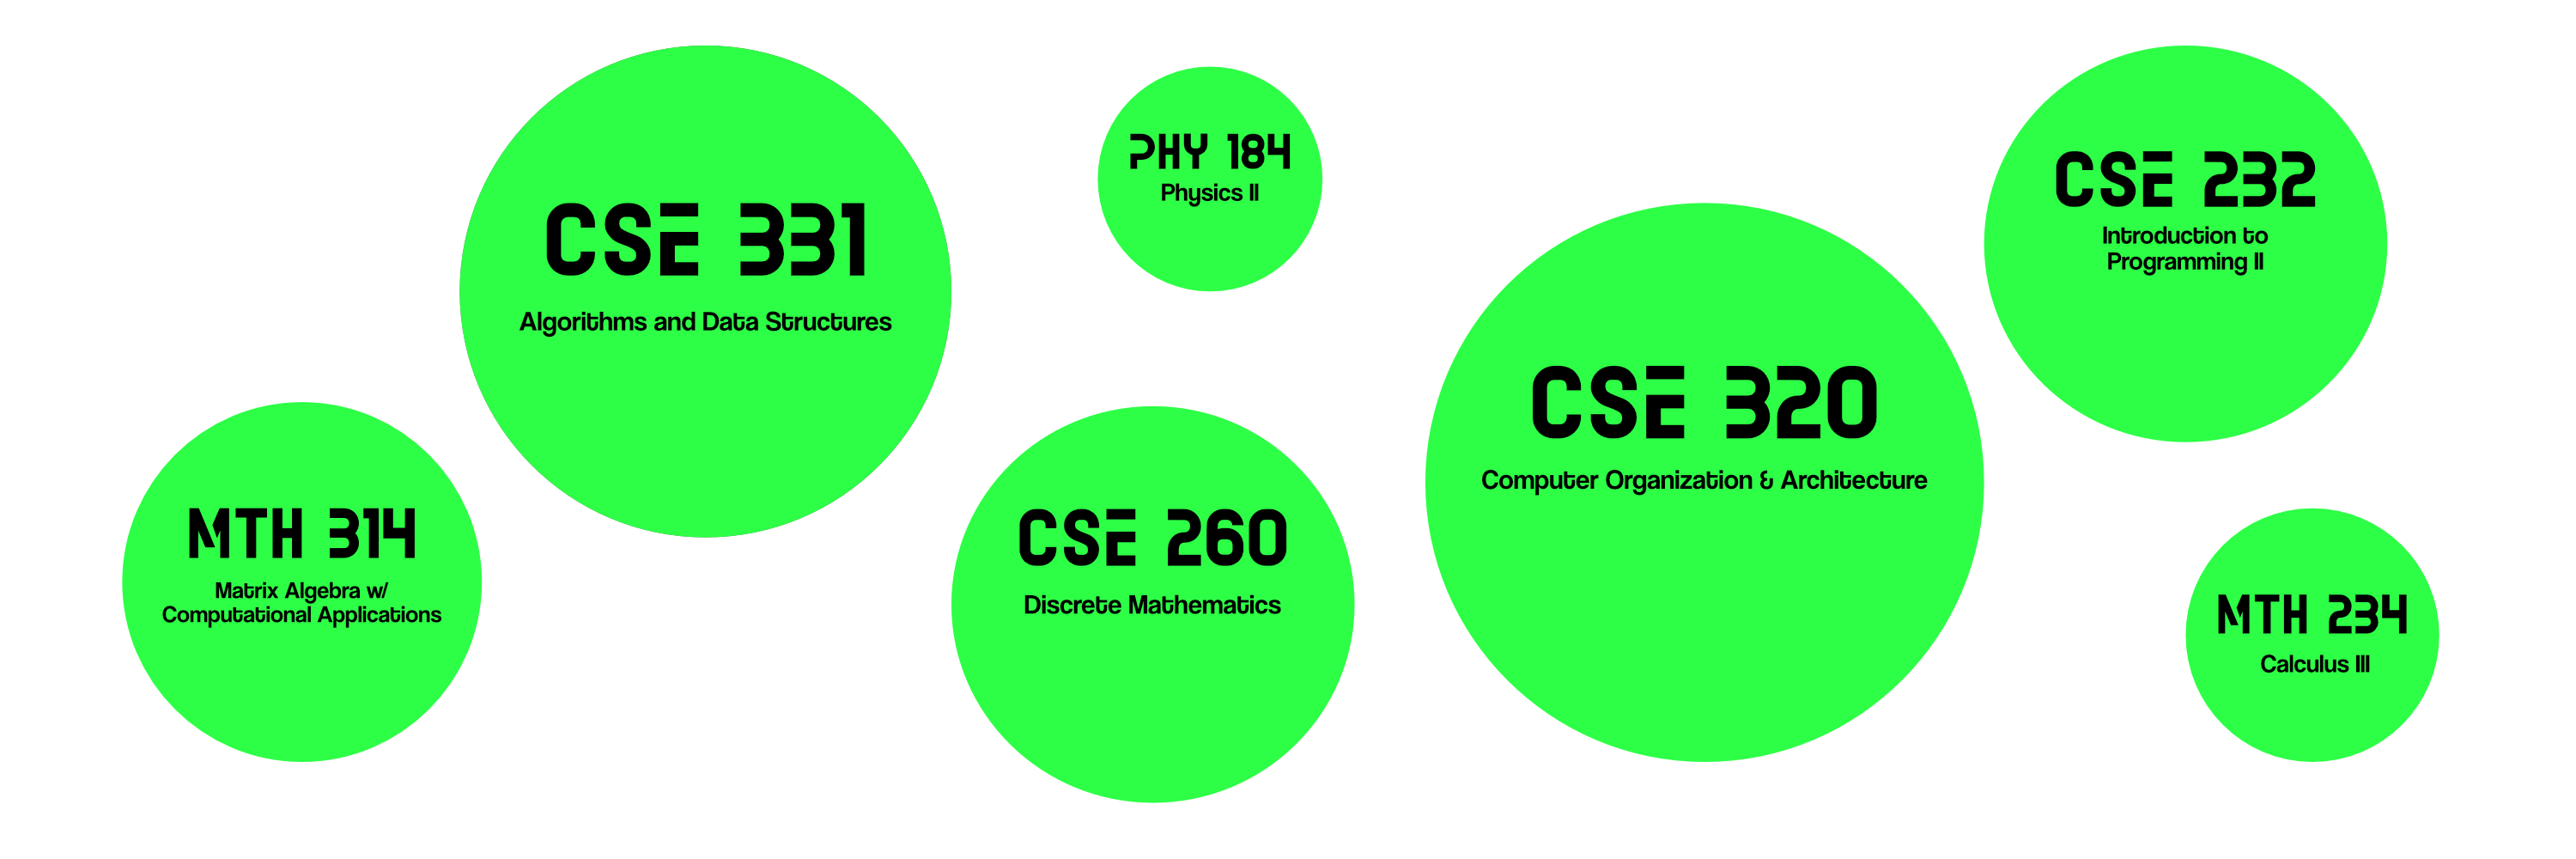 CSE 331
Algorithms and Data Structures
PHY 184
Physics II
CSE 232
Introduction to
Programming II
MTH 314
Matrix Algebra w/
Computational Applications
CSE 260
Discrete Mathematics
CSE 320
Computer Organization & Architecture
MTH 234
Calculus III